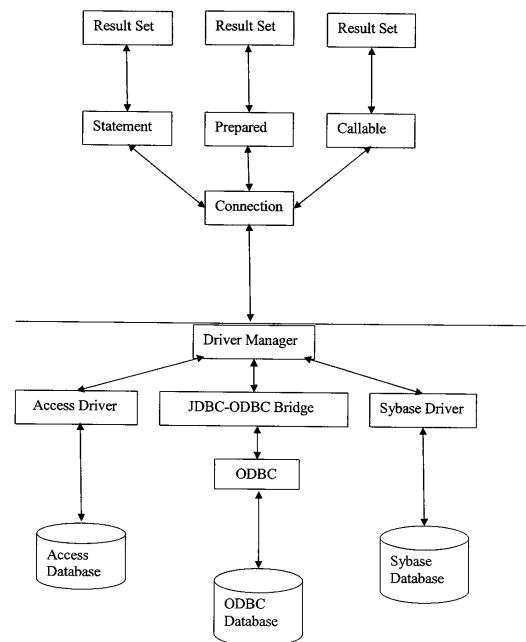 Result Set
Result Set
Result Set
Statement
Prepared
Callable
Connection
Driver Manager
Access Driver
JDBC-ODBC Bridge
Sybase Driver
ODBC
Access
Database
ODBC
Database
Sybase
Database